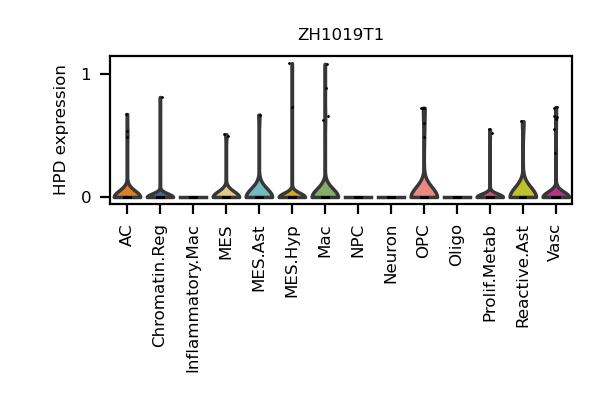 ZH1019T1
HPD expression
1
0
AC
Chromatin.Reg
Inflammatory.Mac
MES
MES.Ast
MES.Hyp
Mac
NPC
Neuron
OPC
Oligo
Prolif.Metab
Reactive.Ast
Vasc